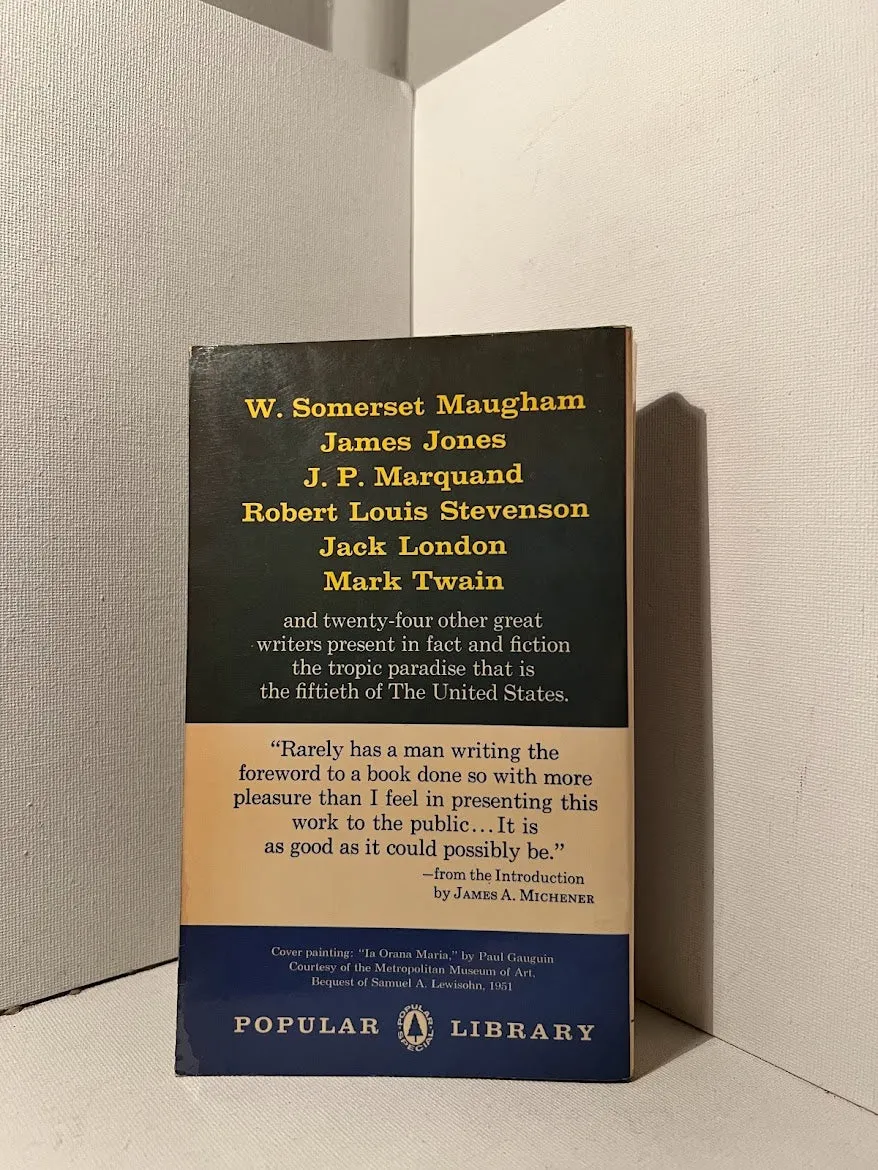 W. Somerset Maugham
James Jones
J. P. Marquand
Robert Louis Stevenson
Jack London
Mark Twain
and twenty-four other great
writers present in fact and fiction
the tropic paradise that is
the fiftieth of The United States.
“Rarely has a man writing the
foreword to a book done so with more
pleasure than I feel in presenting this
work to the public...It is
as good as it could possibly be.”
—from the Introduction
by JAMES A. MICHENER
Cover painting: “Ia Orana Maria,” by Paul Gauguin
Courtesy of the Metropolitan Museum of Art,
Bequest of Samuel A. Lewisohn, 1951
POPULAR LIBRARY
POPULAR
SPECIAL